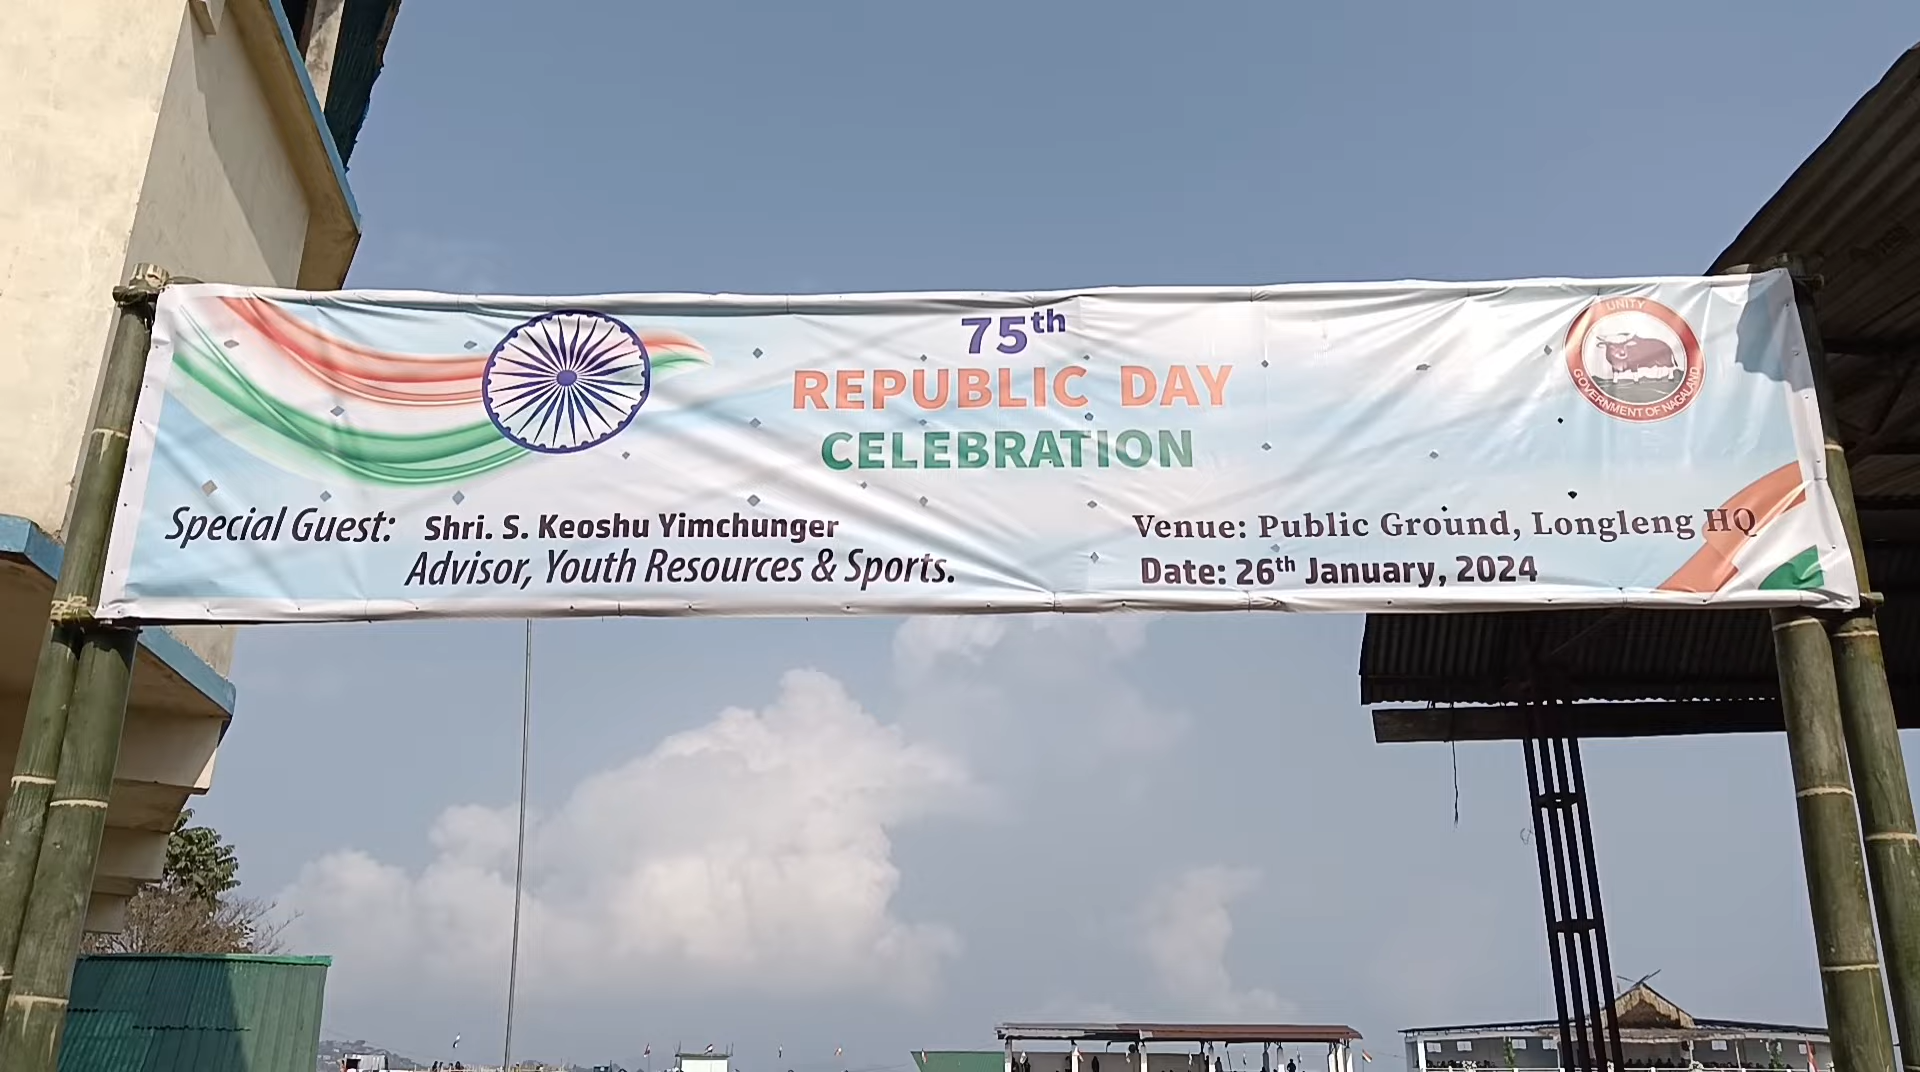 75th
REPUBLIC DAY
CELEBRATION
UNITY
GOVERNMENT OF NAGALAND
Special Guest: Shri. S. Keoshu Yimchunger
Advisor, Youth Resources & Sports.
Venue: Public Ground, Longleng HQ
Date: 26th January, 2024